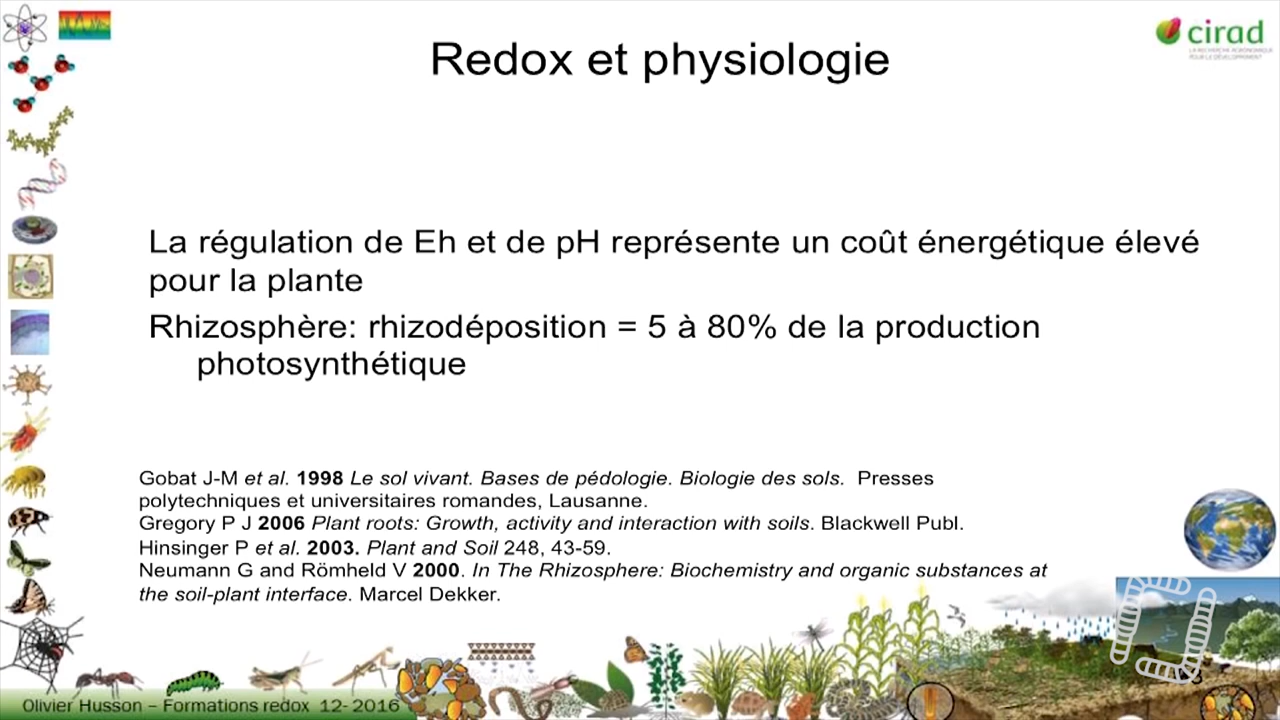 cirad
LA RECHERCHE AGRONOMIQUE
POUR LE DÉVELOPPEMENT
Redox et physiologie
La régulation de Eh et de pH représente un coût énergétique élevé
pour la plante
Rhizosphère: rhizodéposition = 5 à 80% de la production
photosynthétique
Gobat J-M et al. 1998 Le sol vivant. Bases de pédologie. Biologie des sols. Presses
polytechniques et universitaires romandes, Lausanne.
Gregory P J 2006 Plant roots: Growth, activity and interaction with soils. Blackwell Publ.
Hinsinger P et al. 2003. Plant and Soil 248, 43-59.
Neumann G and Römheld V 2000. In The Rhizosphere: Biochemistry and organic substances at
the soil-plant interface. Marcel Dekker.
Olivier Husson – Formations redox 12- 2016